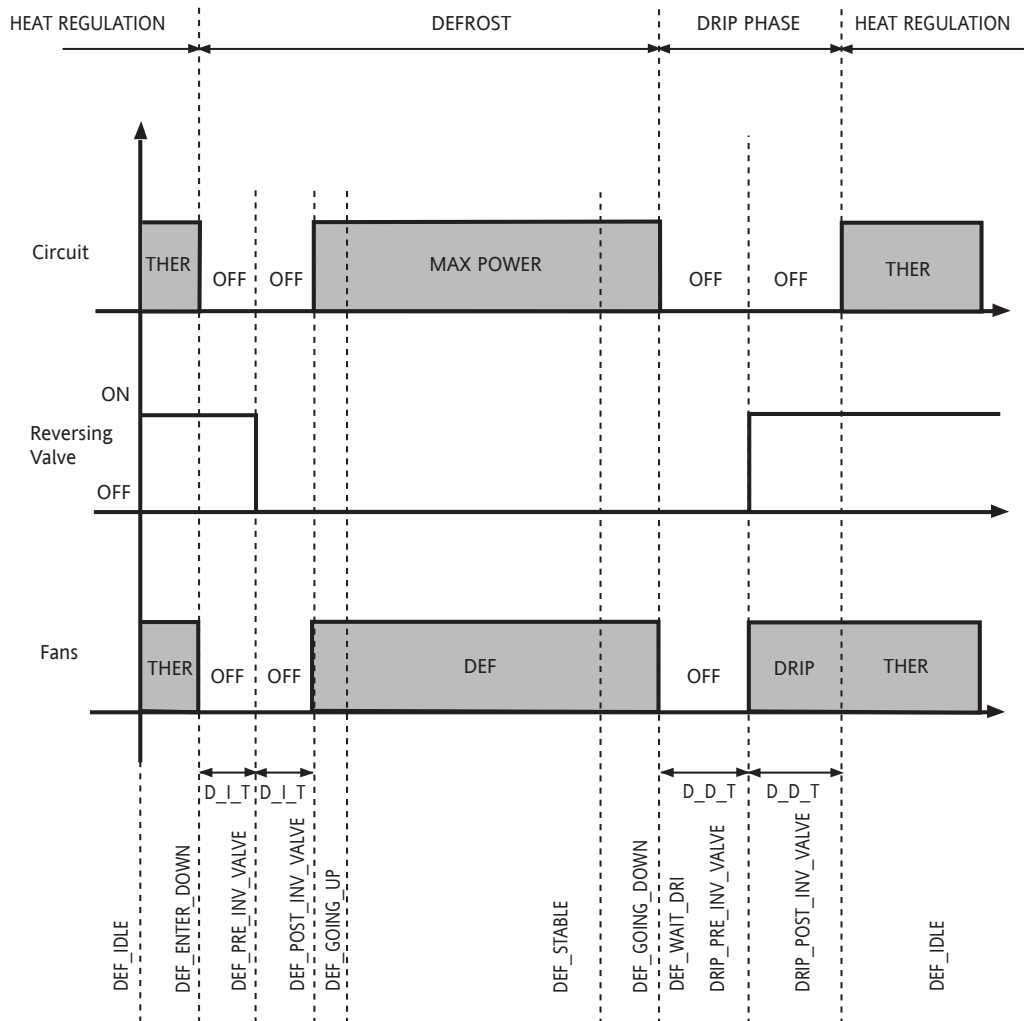 HEAT REGULATION
DEFROST
DRIP PHASE
HEAT REGULATION
Circuit
THER
OFF
OFF
MAX POWER
OFF
OFF
THER
ON
Reversing
Valve
OFF
Fans
THER
OFF
OFF
DEF
OFF
DRIP
THER
D_I_T
D_I_T
D_D_T
D_D_T
DEF_IDLE
DEF_ENTER_DOWN
DEF_PRE_INV_VALVE
DEF_POST_INV_VALVE
DEF_GOING_UP
DEF_STABLE
DEF_GOING_DOWN
DEF_WAIT_DRI
DRIP_PRE_INV_VALVE
DRIP_POST_INV_VALVE
DEF_IDLE